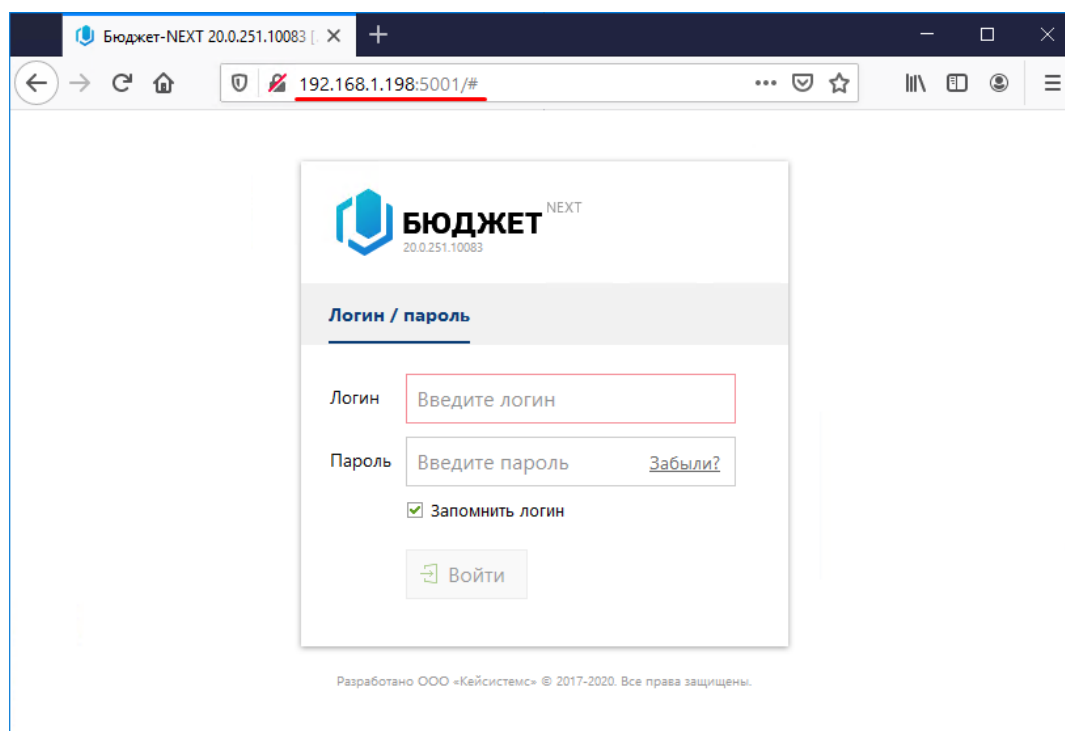 Бюджет-NEXT 20.0.251.10083 [
192.168.1.198:5001/#
БЮДЖЕТ NEXT
20.0.251.10083
Логин / пароль
Логин Введите логин
Пароль Введите пароль Забыли?
Запомнить логин
Войти
Разработано ООО «Кейсистемс» © 2017-2020. Все права защищены.